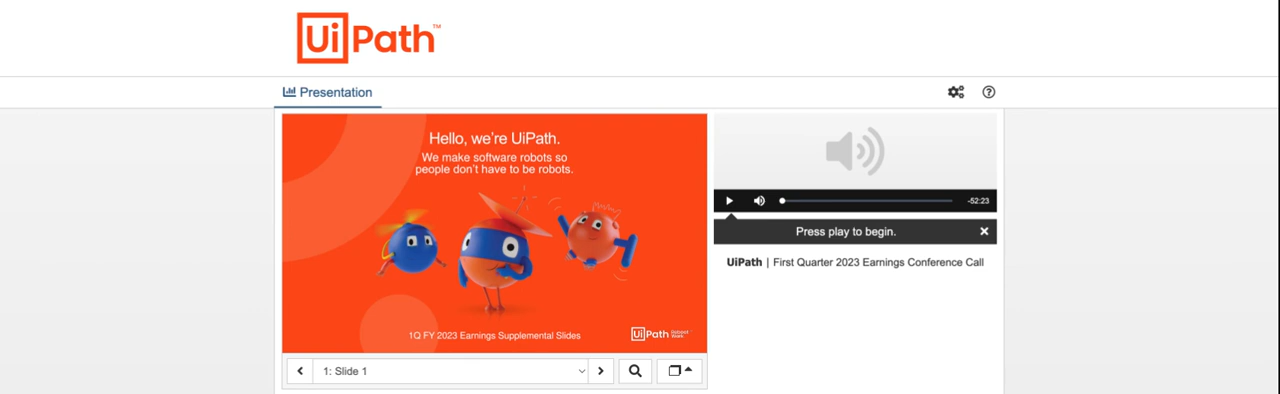 UiPath™
Presentation
Hello, we're UiPath.
We make software robots so
people don't have to be robots.
1Q FY 2023 Earnings Supplemental Slides
UiPath Reboot
Work
-52:23
Press play to begin.
UiPath | First Quarter 2023 Earnings Conference Call
1: Slide 1